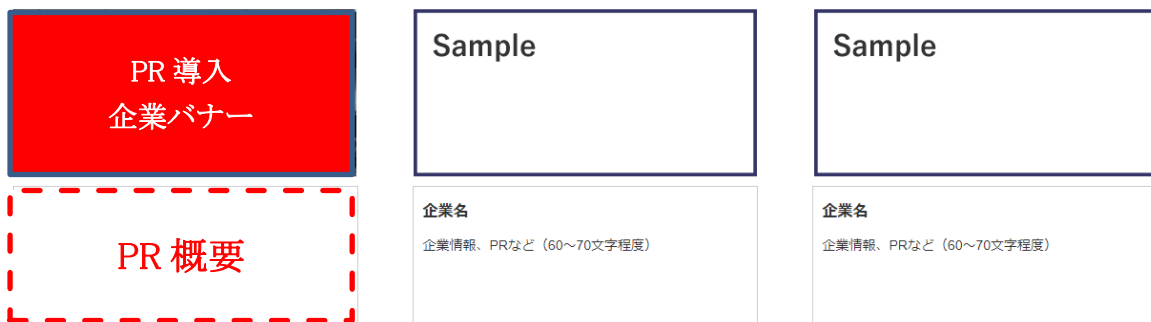 PR 導入
企業バナー
Sample
Sample
PR 概要
企業名
企業情報、PRなど（60～70文字程度）
企業名
企業情報、PRなど（60～70文字程度）